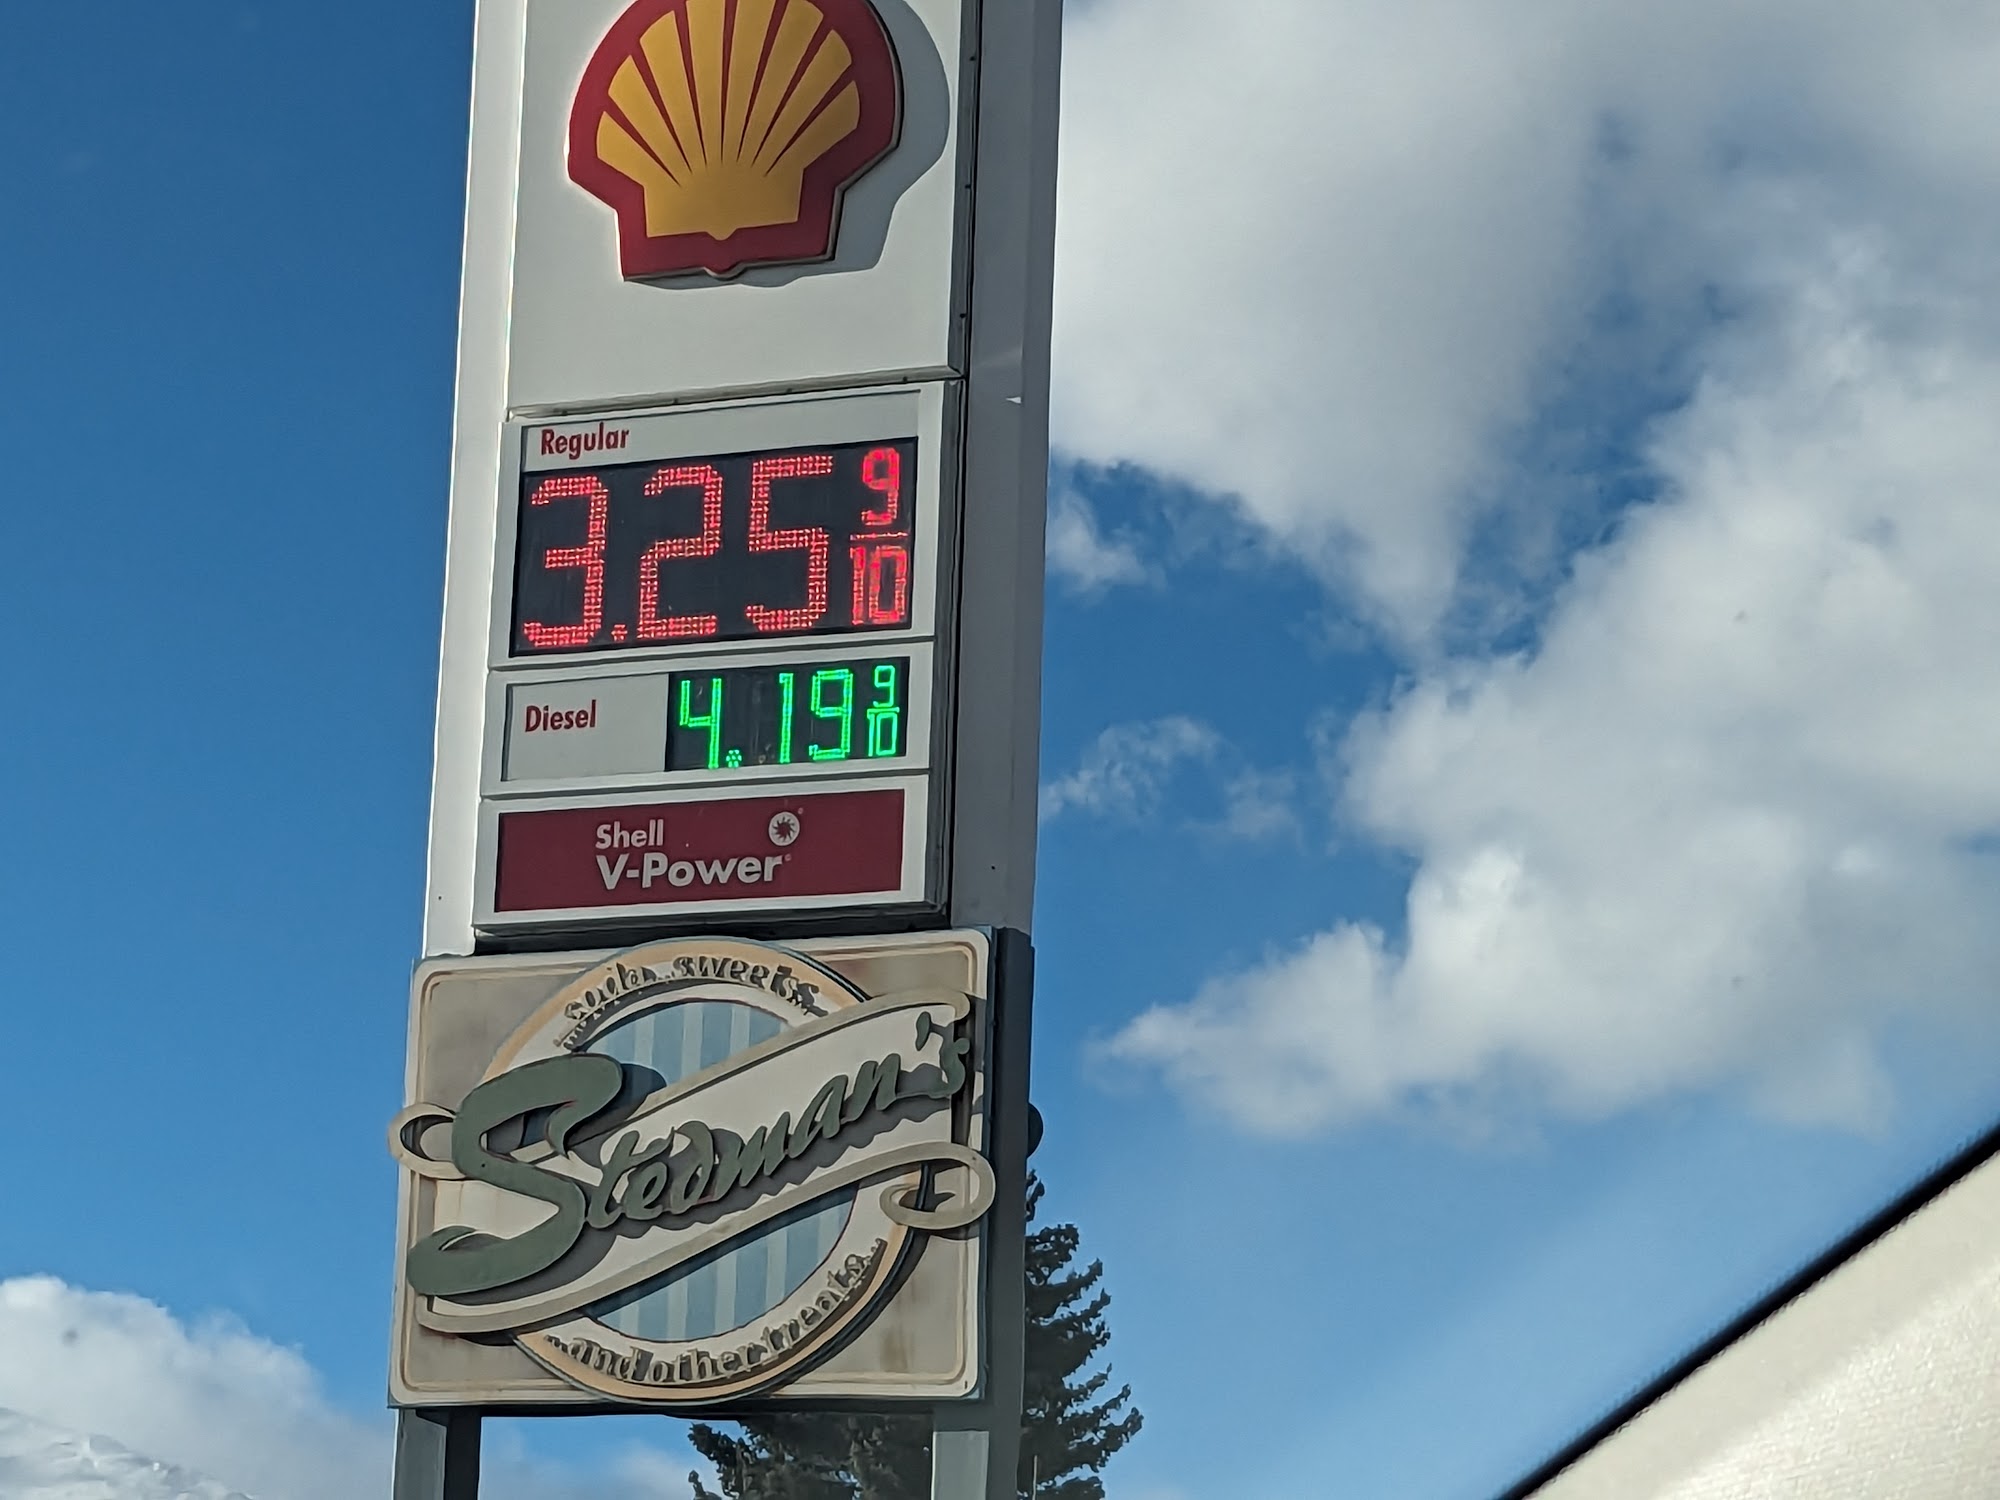 Regular
3.25 9/10
Diesel
4.19 9/10
Shell
V-Power
soda, sweets
Stedman's
...and other treats...